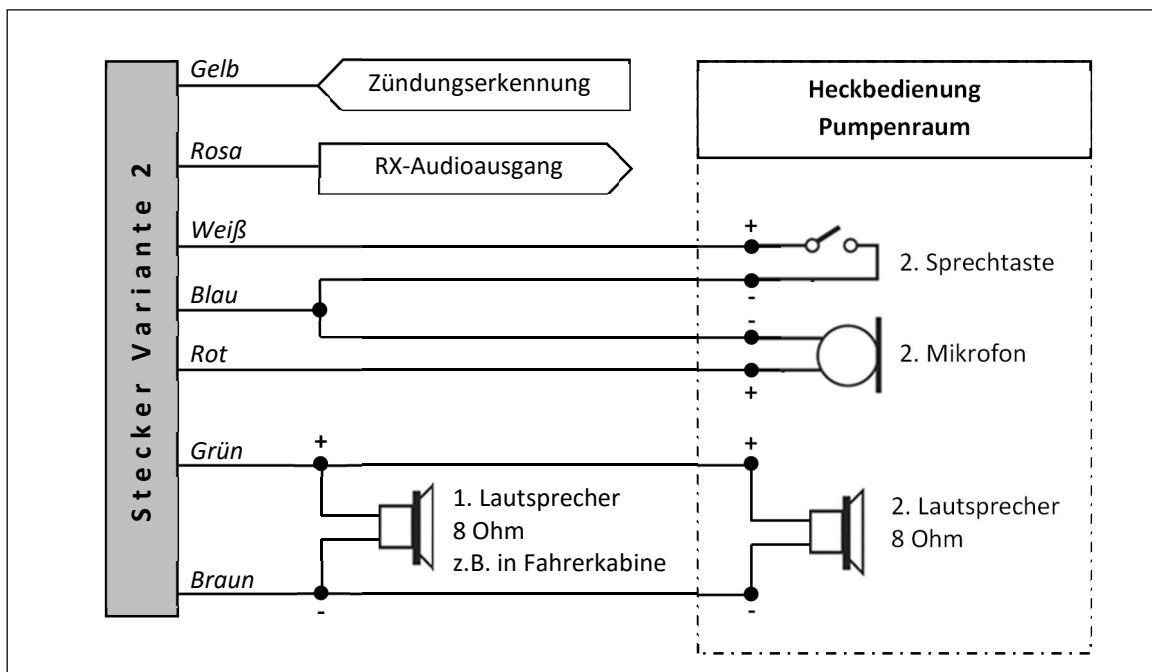 Gelb
Zündungserkennung
Heckbedienung
Pumpenraum
Rosa
RX-Audioausgang
Stecker Variante 2
Weiß
+
2. Sprechtaste
Blau
-
-
Rot
2. Mikrofon
+
Grün
+
+
1. Lautsprecher
8 Ohm
z.B. in Fahrerkabine
2. Lautsprecher
8 Ohm
Braun
-
-